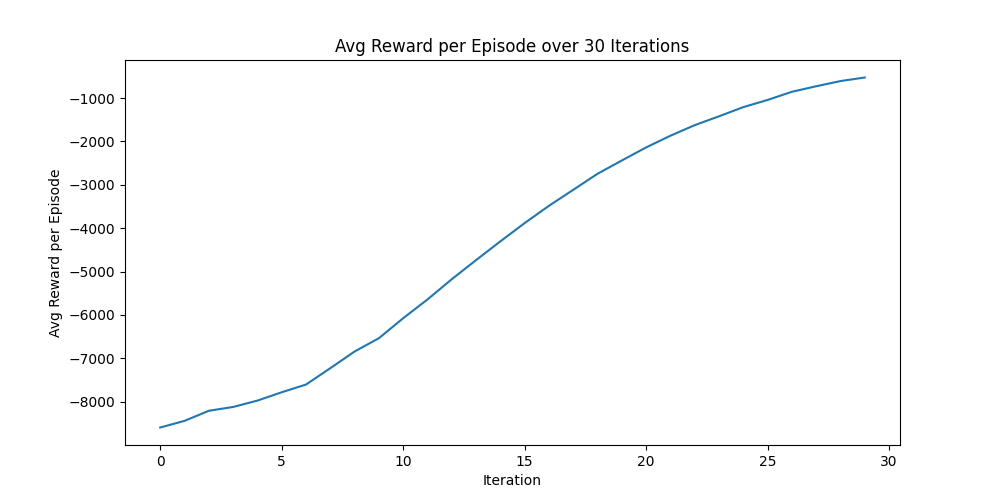 Avg Reward per Episode over 30 Iterations
Avg Reward per Episode
−1000
−2000
−3000
−4000
−5000
−6000
−7000
−8000
0 5 10 15 20 25 30
Iteration